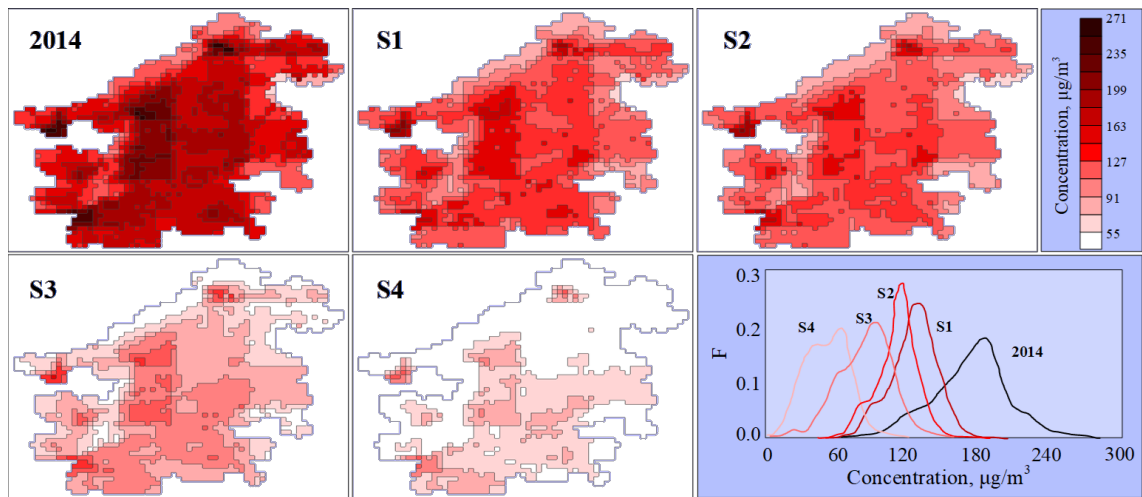 2014
S1
S2
Concentration, μg/m³
271
235
199
163
127
91
55
S3
S4
F
0.3
0.2
0.1
0.0
S4
S3
S2
S1
2014
0 60 120 180 240 300
Concentration, μg/m³